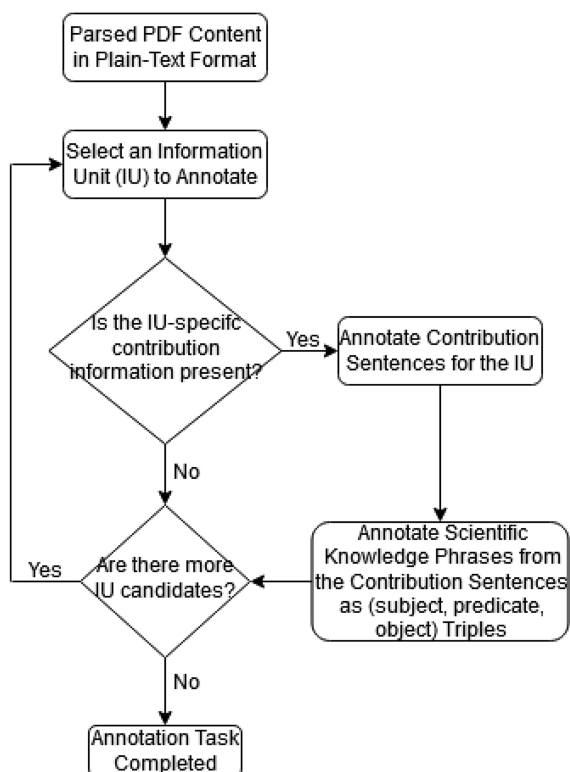 Parsed PDF Content
in Plain-Text Format
Select an Information
Unit (IU) to Annotate
Is the IU-specifc
contribution
information present?
Yes
Annotate Contribution
Sentences for the IU
No
Annotate Scientific
Knowledge Phrases from
the Contribution Sentences
as (subject, predicate,
object) Triples
Are there more
IU candidates?
Yes
No
Annotation Task
Completed